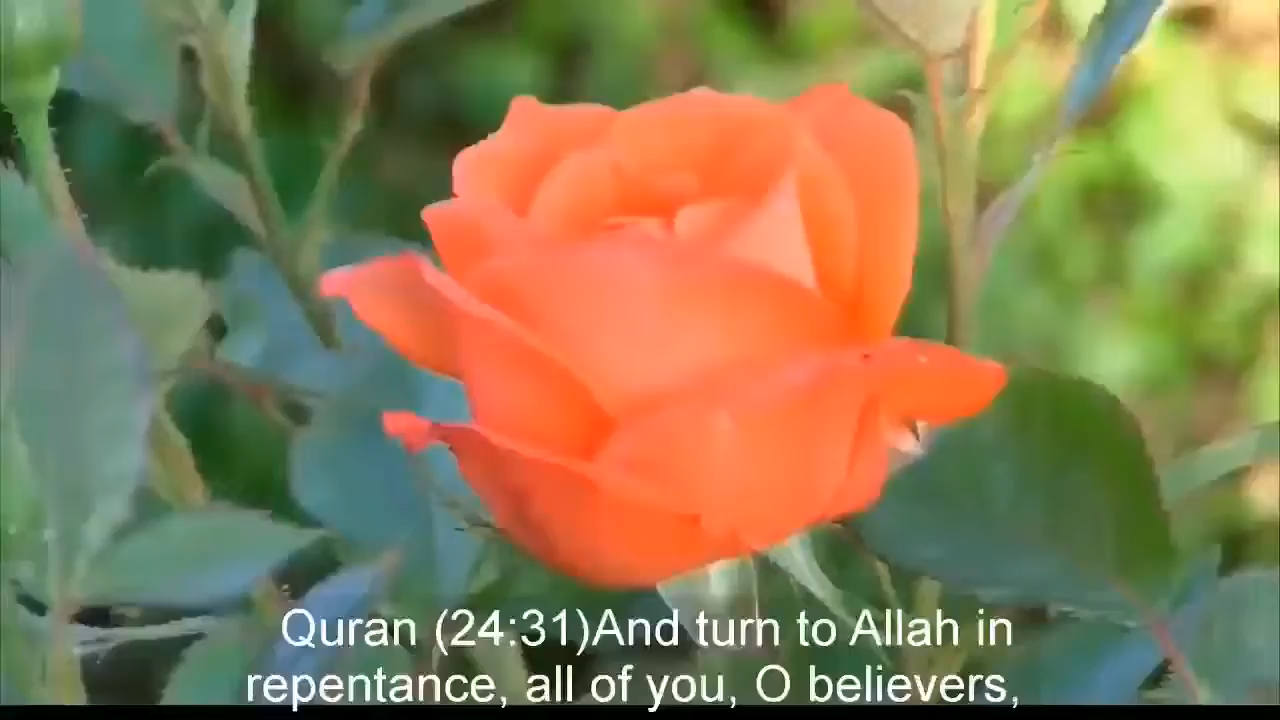 Quran (24:31)And turn to Allah in
repentance, all of you, O believers,